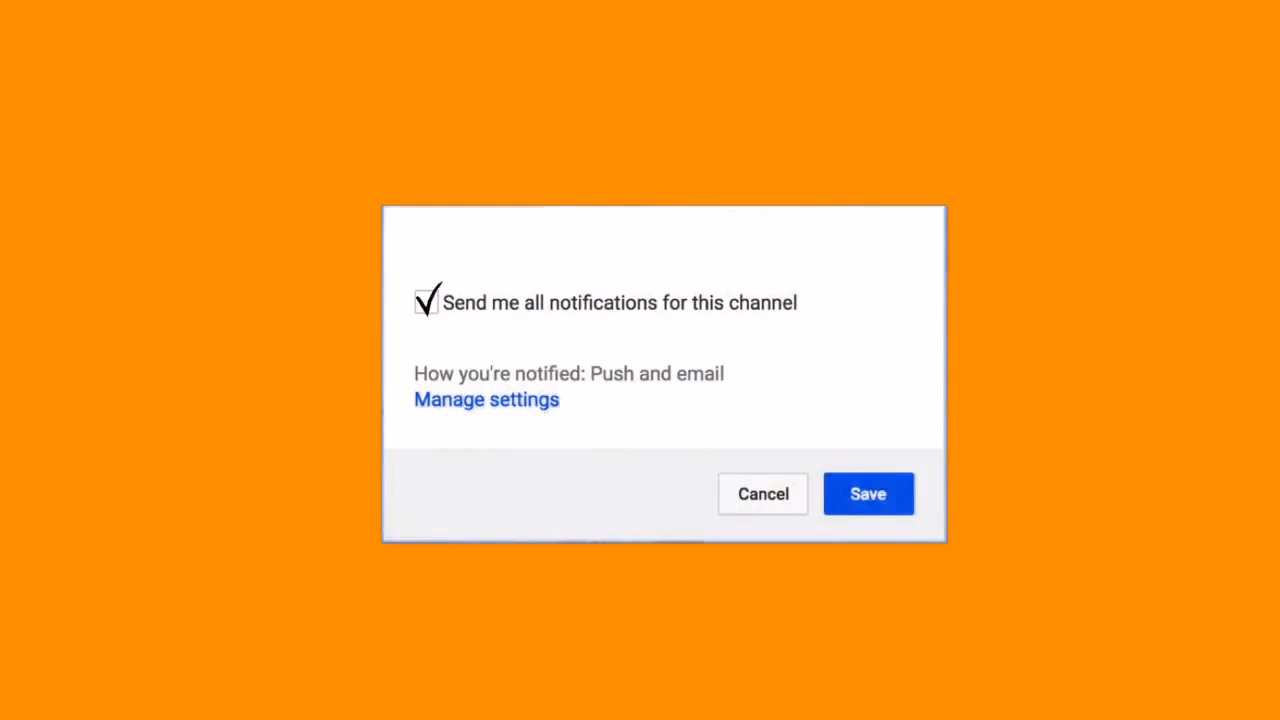 Send me all notifications for this channel
How you're notified: Push and email
Manage settings
Cancel Save